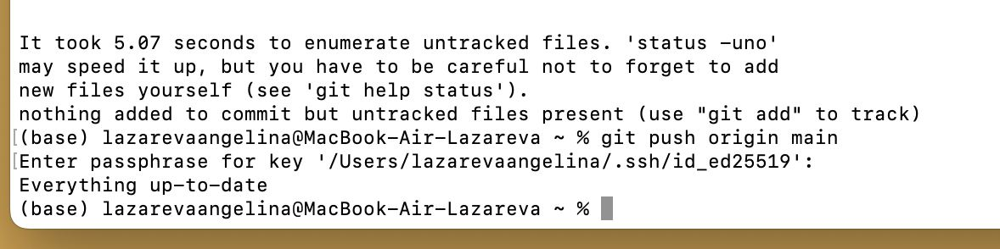 It took 5.07 seconds to enumerate untracked files. 'status -uno'
may speed it up, but you have to be careful not to forget to add
new files yourself (see 'git help status').
nothing added to commit but untracked files present (use "git add" to track)
[(base) lazarevaangelina@MacBook-Air-Lazareva ~ % git push origin main
[Enter passphrase for key '/Users/lazarevaangelina/.ssh/id_ed25519':
Everything up-to-date
(base) lazarevaangelina@MacBook-Air-Lazareva ~ %